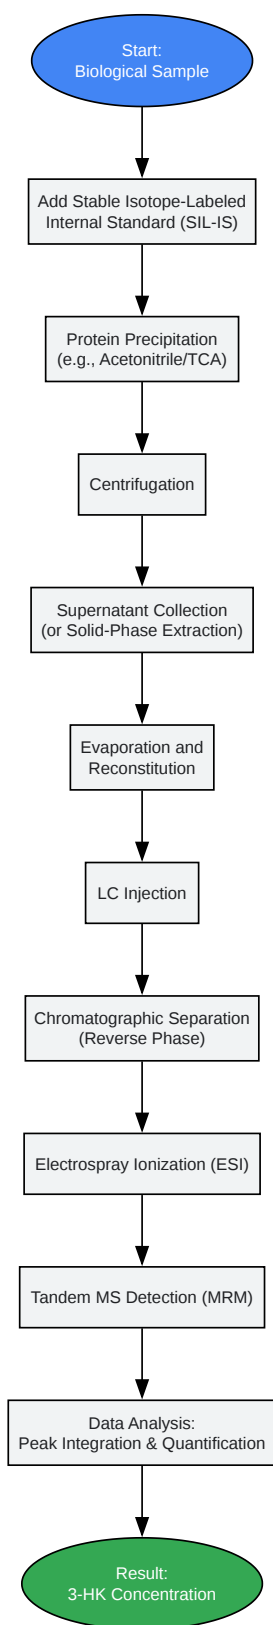 Start:
Biological Sample
Add Stable Isotope-Labeled
Internal Standard (SIL-IS)
Protein Precipitation
(e.g., Acetonitrile/TCA)
Centrifugation
Supernatant Collection
(or Solid-Phase Extraction)
Evaporation and
Reconstitution
LC Injection
Chromatographic Separation
(Reverse Phase)
Electrospray Ionization (ESI)
Tandem MS Detection (MRM)
Data Analysis:
Peak Integration & Quantification
Result:
3-HK Concentration